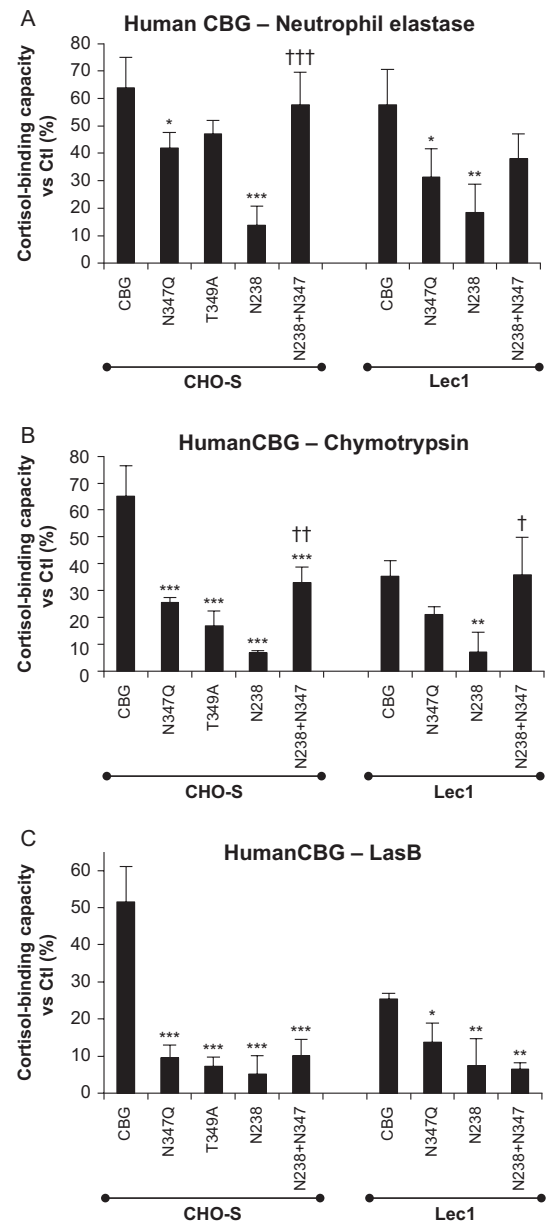 A
Human CBG – Neutrophil elastase
Cortisol-binding capacity
vs Ctl (%)
80
70
60
50
40
30
20
10
0
*
***
†††
*
**
CBG
N347Q
T349A
N238
N238+N347
CBG
N347Q
N238
N238+N347
CHO-S
Lec1
B
HumanCBG – Chymotrypsin
Cortisol-binding capacity
vs Ctl (%)
80
70
60
50
40
30
20
10
0
***
***
***
††
***
**
†
CBG
N347Q
T349A
N238
N238+N347
CBG
N347Q
N238
N238+N347
CHO-S
Lec1
C
HumanCBG – LasB
Cortisol-binding capacity
vs Ctl (%)
60
50
40
30
20
10
0
***
***
***
***
*
**
**
CBG
N347Q
T349A
N238
N238+N347
CBG
N347Q
N238
N238+N347
CHO-S
Lec1